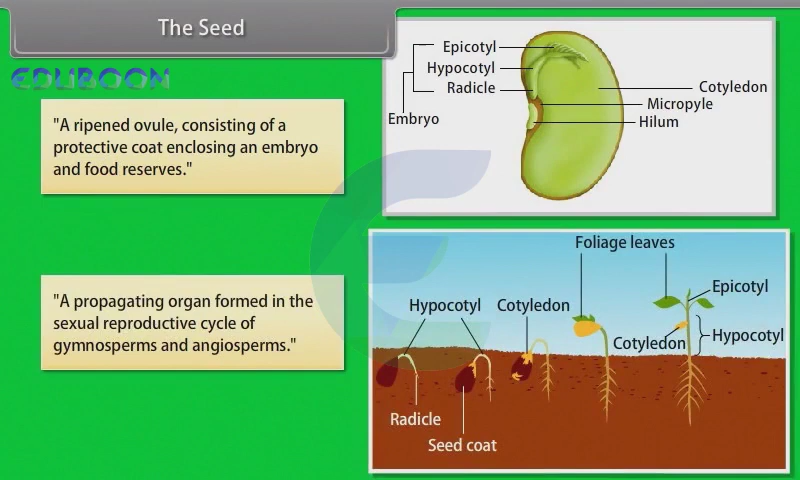 The Seed
EDUBOON
"A ripened ovule, consisting of a
protective coat enclosing an embryo
and food reserves."
Epicotyl
Hypocotyl
Radicle
Embryo
Cotyledon
Micropyle
Hilum
"A propagating organ formed in the
sexual reproductive cycle of
gymnosperms and angiosperms."
Foliage leaves
Hypocotyl
Cotyledon
Epicotyl
Cotyledon
Hypocotyl
Radicle
Seed coat